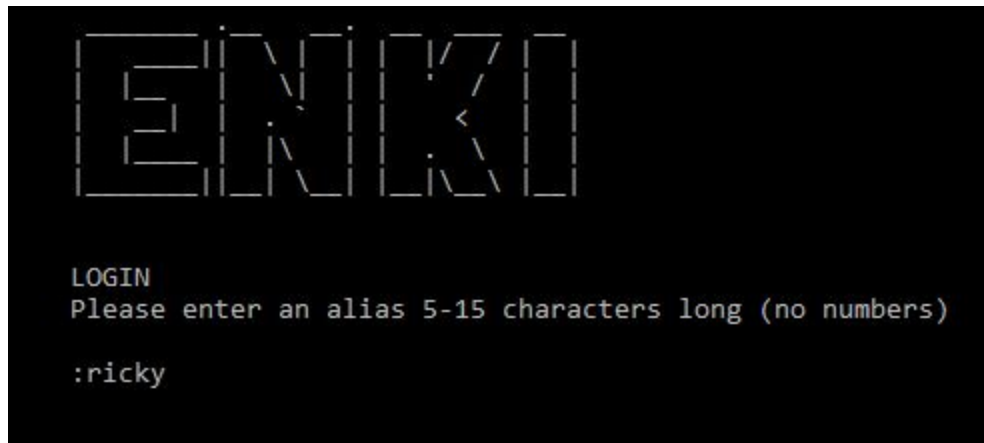 ENKI
LOGIN
Please enter an alias 5-15 characters long (no numbers)
:ricky